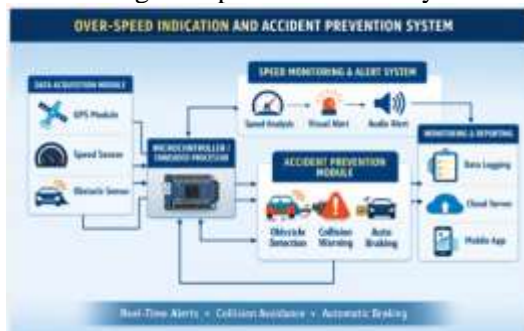 OVER-SPEED INDICATION AND ACCIDENT PREVENTION SYSTEM
DATA ACQUISITION MODULE
GPS Module
Speed Sensor
Obstacle Sensor
MICROCONTROLLER /
EMBEDDED PROCESSOR
SPEED MONITORING & ALERT SYSTEM
Speed Analysis
Visual Alert
Audio Alert
ACCIDENT PREVENTION
MODULE
Obstacle
Detection
Collision
Warning
Auto
Braking
MONITORING & REPORTING
Data Logging
Cloud Server
Mobile App
Real-Time Alerts • Collision Avoidance • Automatic Braking